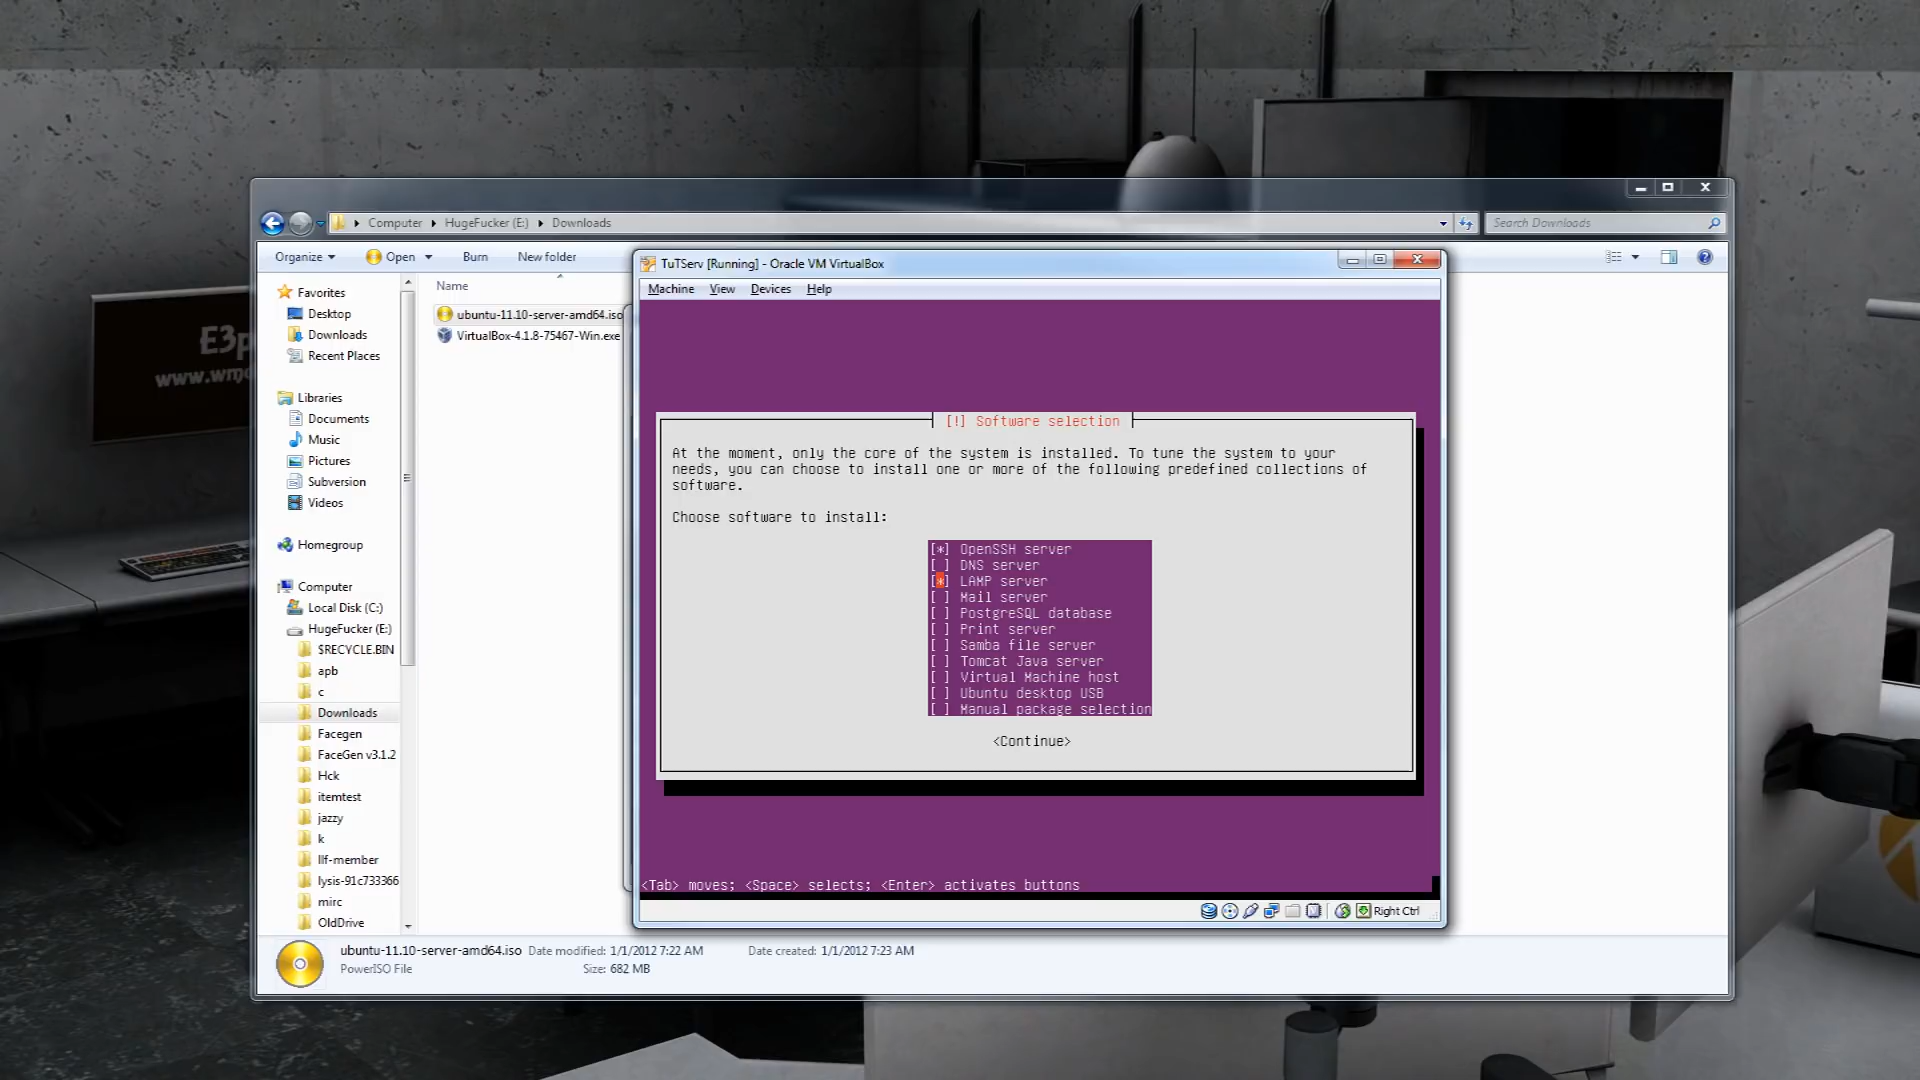 E3p
www.wmo
Computer HugeFucker (E:) Downloads
Search Downloads
Organize Open Burn New folder
Favorites
Desktop
Downloads
Recent Places
Libraries
Documents
Music
Pictures
Subversion
Videos
Homegroup
Computer
Local Disk (C:)
HugeFucker (E:)
$RECYCLE.BIN
apb
c
Downloads
Facegen
FaceGen v3.1.2
Hck
itemtest
jazzy
k
llf-member
lysis-91c733366
mirc
OldDrive
Name
ubuntu-11.10-server-amd64.iso
VirtualBox-4.1.8-75467-Win.exe
TuTServ [Running] - Oracle VM VirtualBox
Machine View Devices Help
[!] Software selection
At the moment, only the core of the system is installed. To tune the system to your
needs, you can choose to install one or more of the following predefined collections of
software.
Choose software to install:
[*] OpenSSH server
[ ] DNS server
[*] LAMP server
[ ] Mail server
[ ] PostgreSQL database
[ ] Print server
[ ] Samba file server
[ ] Tomcat Java server
[ ] Virtual Machine host
[ ] Ubuntu desktop USB
[ ] Manual package selection
<Continue>
<Tab> moves; <Space> selects; <Enter> activates buttons
Right Ctrl
ubuntu-11.10-server-amd64.iso Date modified: 1/1/2012 7:22 AM Date created: 1/1/2012 7:23 AM
PowerISO File Size: 682 MB